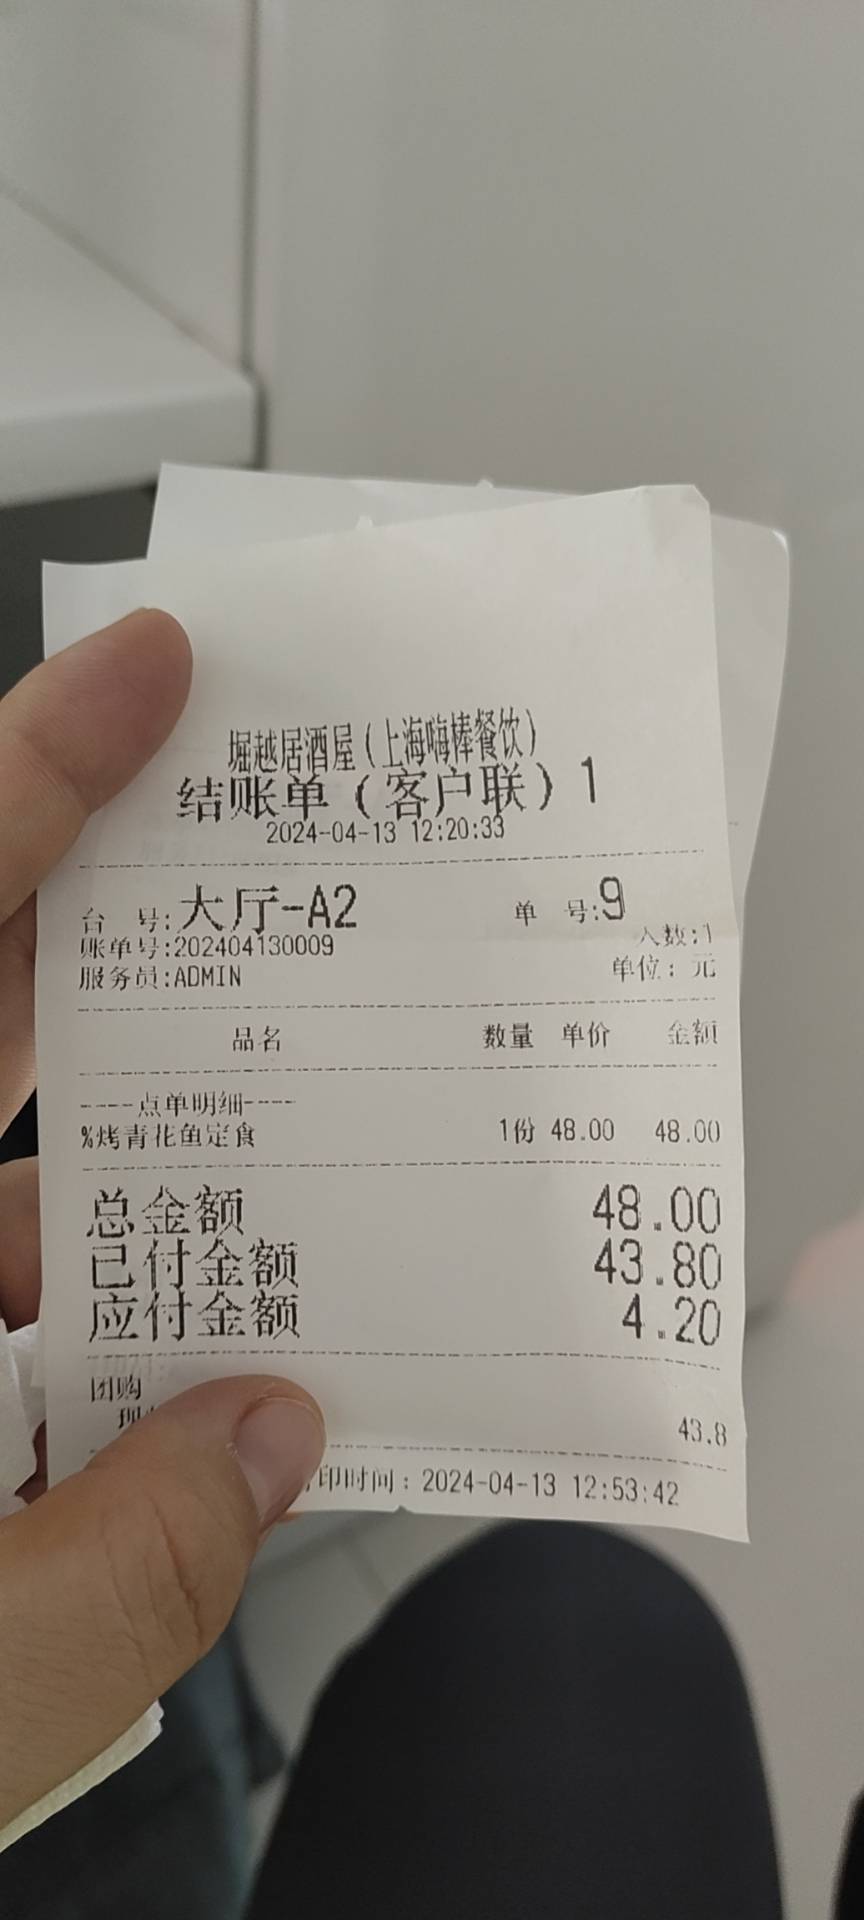 堀越居酒屋(上海嗨棒餐饮)
结账单(客户联)1
2024-04-13 12:20:33
台 号:大厅-A2 单 号:9
账单号:202404130009 人数:1
服务员:ADMIN 单位: 元
品名 数量 单价 金额
----点单明细----
%烤青花鱼定食 1份 48.00 48.00
总金额 48.00
已付金额 43.80
应付金额 4.20
团购
43.8
印时间:2024-04-13 12:53:42